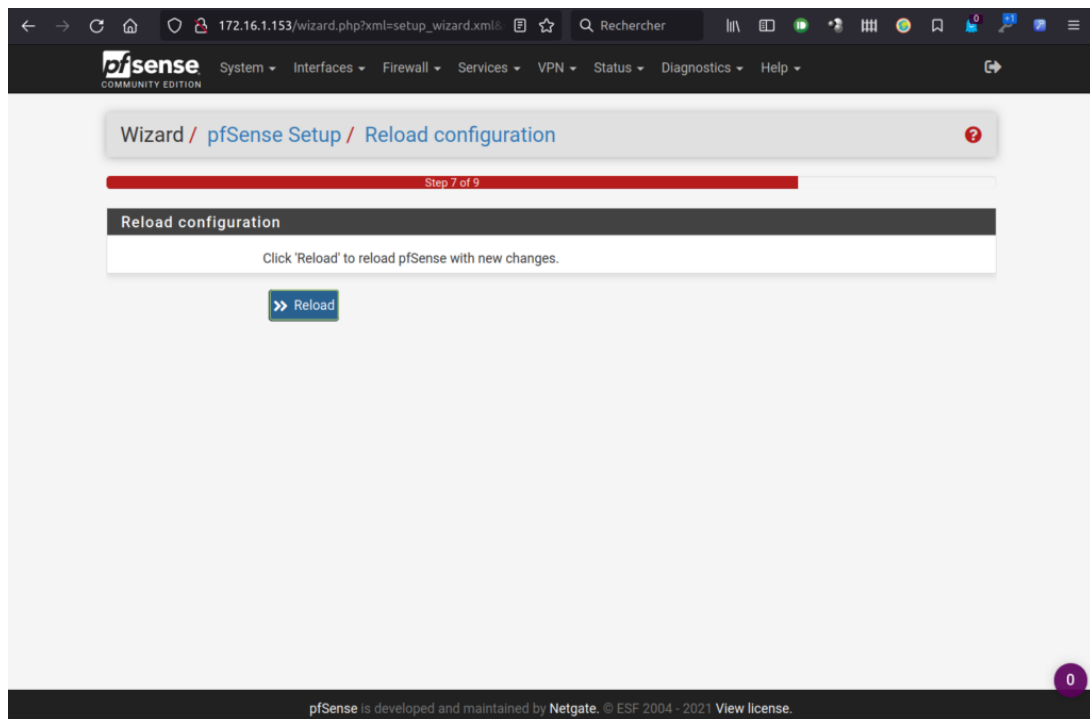 172.16.1.153/wizard.php?xml=setup_wizard.xml&
Rechercher
0
+1
pfsense
COMMUNITY EDITION
System
Interfaces
Firewall
Services
VPN
Status
Diagnostics
Help
Wizard / pfSense Setup / Reload configuration
Step 7 of 9
Reload configuration
Click 'Reload' to reload pfSense with new changes.
Reload
0
pfSense is developed and maintained by Netgate. © ESF 2004 - 2021 View license.